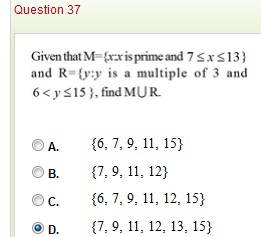 Question 37
Given that M={x:x is prime and 7≤x≤13}
and R={y:y is a multiple of 3 and
6<y≤15}, find M∪R.
A. {6, 7, 9, 11, 15}
B. {7, 9, 11, 12}
C. {6, 7, 9, 11, 12, 15}
D. {7, 9, 11, 12, 13, 15}